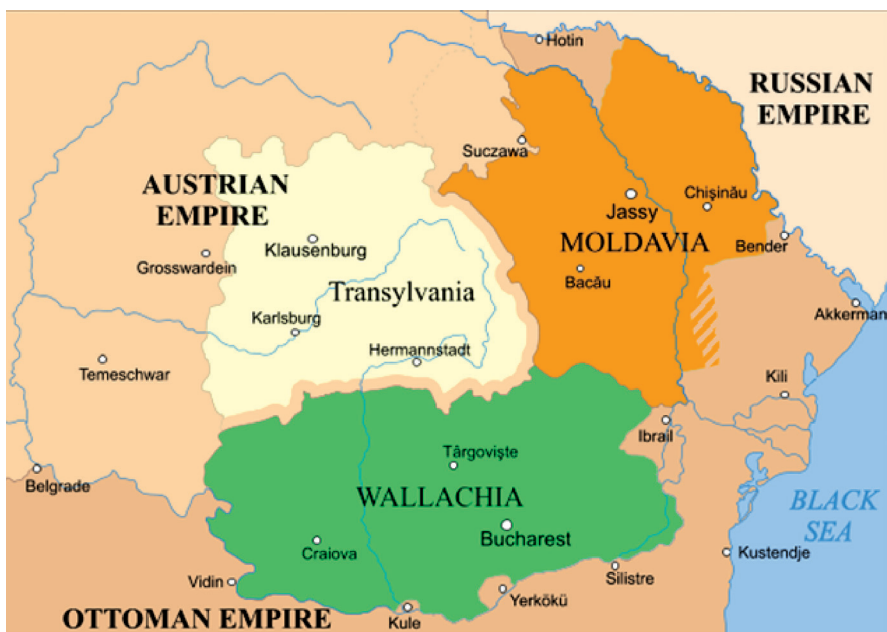 Hotin
RUSSIAN
EMPIRE
Suczawa
AUSTRIAN
EMPIRE
Chişinău
Jassy
Klausenburg
MOLDAVIA
Bender
Grosswardein
Bacău
Transylvania
Akkerman
Karlsburg
Hermannstadt
Temeschwar
Kili
Ibrail
Târgovişte
Belgrade
WALLACHIA
BLACK
SEA
Bucharest
Craiova
Kustendje
Vidin
Silistre
Yerkökü
OTTOMAN EMPIRE
Kule